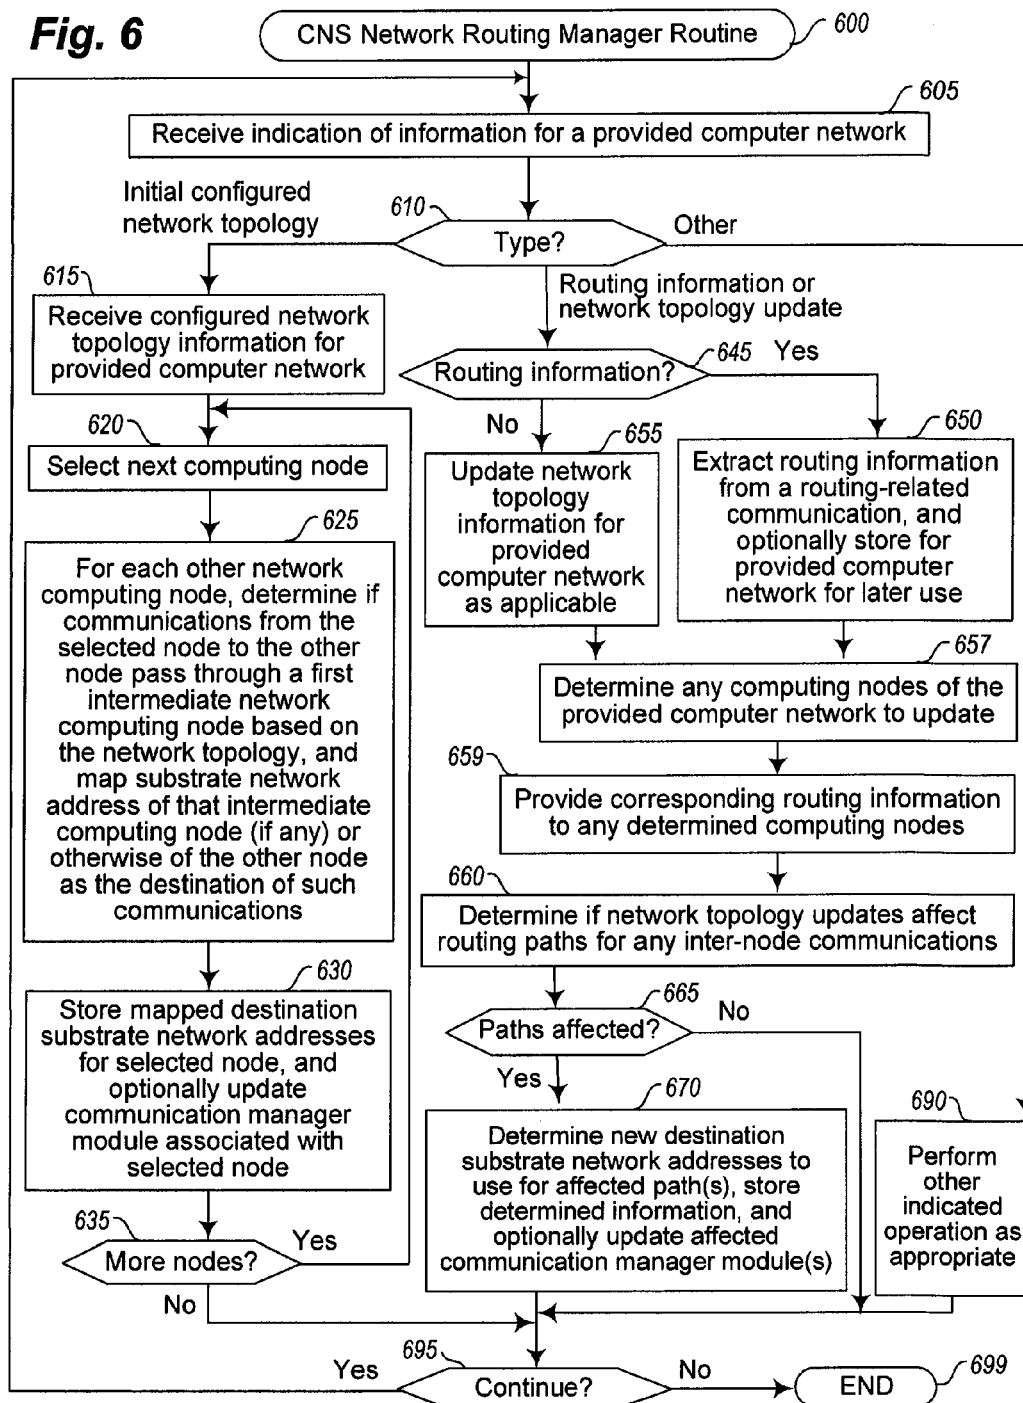 Fig. 6
CNS Network Routing Manager Routine
600
605
Receive indication of information for a provided computer network
Initial configured
network topology
610
Type?
Other
Routing information or
network topology update
615
Receive configured network
topology information for
provided computer network
645
Routing information?
Yes
No
620
Select next computing node
655
Update network
topology
information for
provided
computer network
as applicable
650
Extract routing information
from a routing-related
communication, and
optionally store for
provided computer
network for later use
625
For each other network
computing node, determine if
communications from the
selected node to the other
node pass through a first
intermediate network
computing node based on
the network topology, and
map substrate network
address of that intermediate
computing node (if any) or
otherwise of the other node
as the destination of such
communications
657
Determine any computing nodes of the
provided computer network to update
659
Provide corresponding routing information
to any determined computing nodes
660
Determine if network topology updates affect
routing paths for any inter-node communications
630
Store mapped destination
substrate network addresses
for selected node, and
optionally update
communication manager
module associated with
selected node
665
Paths affected?
No
Yes
670
Determine new destination
substrate network addresses to
use for affected path(s), store
determined information, and
optionally update affected
communication manager module(s)
690
Perform
other
indicated
operation as
appropriate
635
More nodes?
Yes
No
695
Yes
Continue?
No
END
699